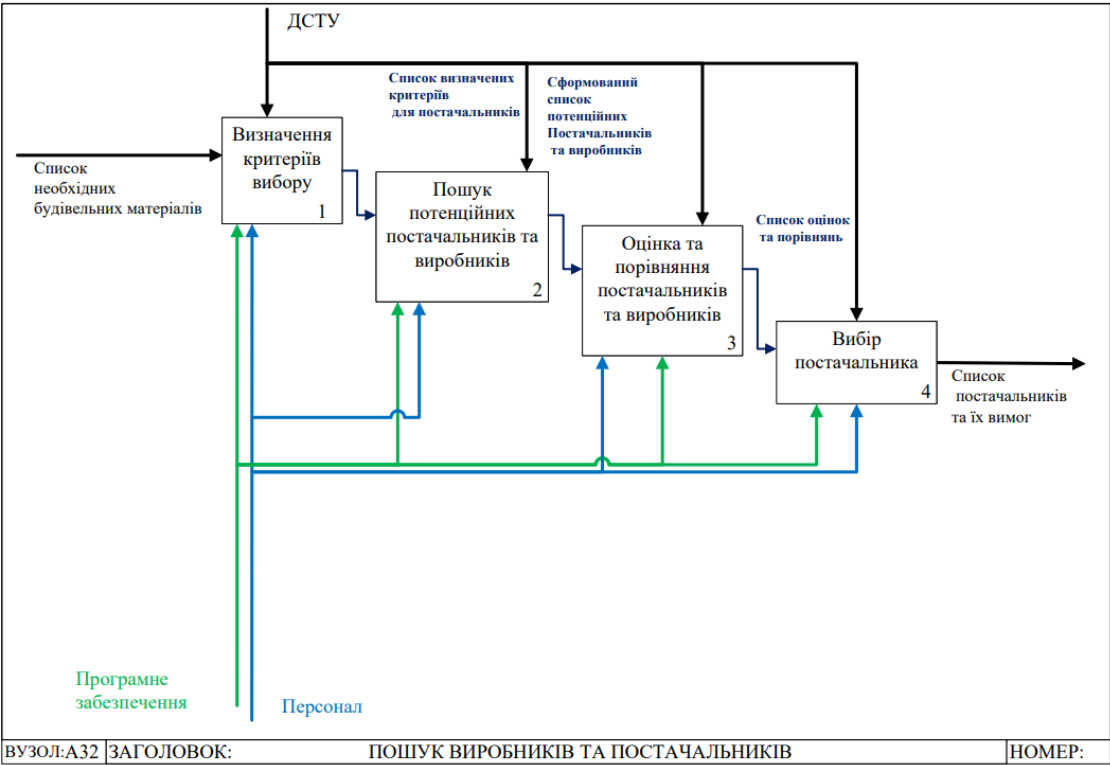 ДСТУ
Список визначених
критеріїв
для постачальників
Сформований
список
потенційних
Постачальників
та виробників
Визначення
критеріїв
вибору
1
Список
необхідних
будівельних матеріалів
Пошук
потенційних
постачальників та
виробників
2
Список оцінок
та порівнянь
Оцінка та
порівняння
постачальників
та виробників
3
Вибір
постачальника
4
Список
постачальників
та їх вимог
Програмне
забезпечення
Персонал
ВУЗОЛ:А32 ЗАГОЛОВОК: ПОШУК ВИРОБНИКІВ ТА ПОСТАЧАЛЬНИКІВ НОМЕР: